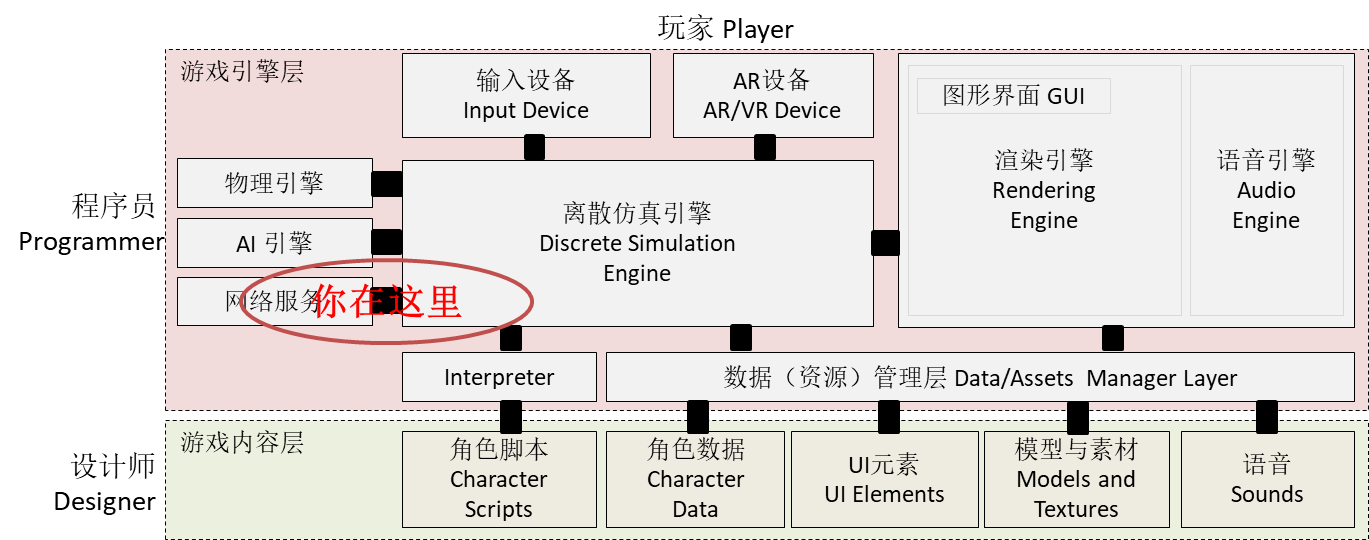 玩家 Player
游戏引擎层
输入设备
Input Device
AR设备
AR/VR Device
图形界面 GUI
渲染引擎
Rendering
Engine
语音引擎
Audio
Engine
程序员
Programmer
物理引擎
AI 引擎
网络服务
你在这里
离散仿真引擎
Discrete Simulation
Engine
Interpreter
数据（资源）管理层 Data/Assets Manager Layer
设计师
Designer
游戏内容层
角色脚本
Character
Scripts
角色数据
Character
Data
UI元素
UI Elements
模型与素材
Models and
Textures
语音
Sounds